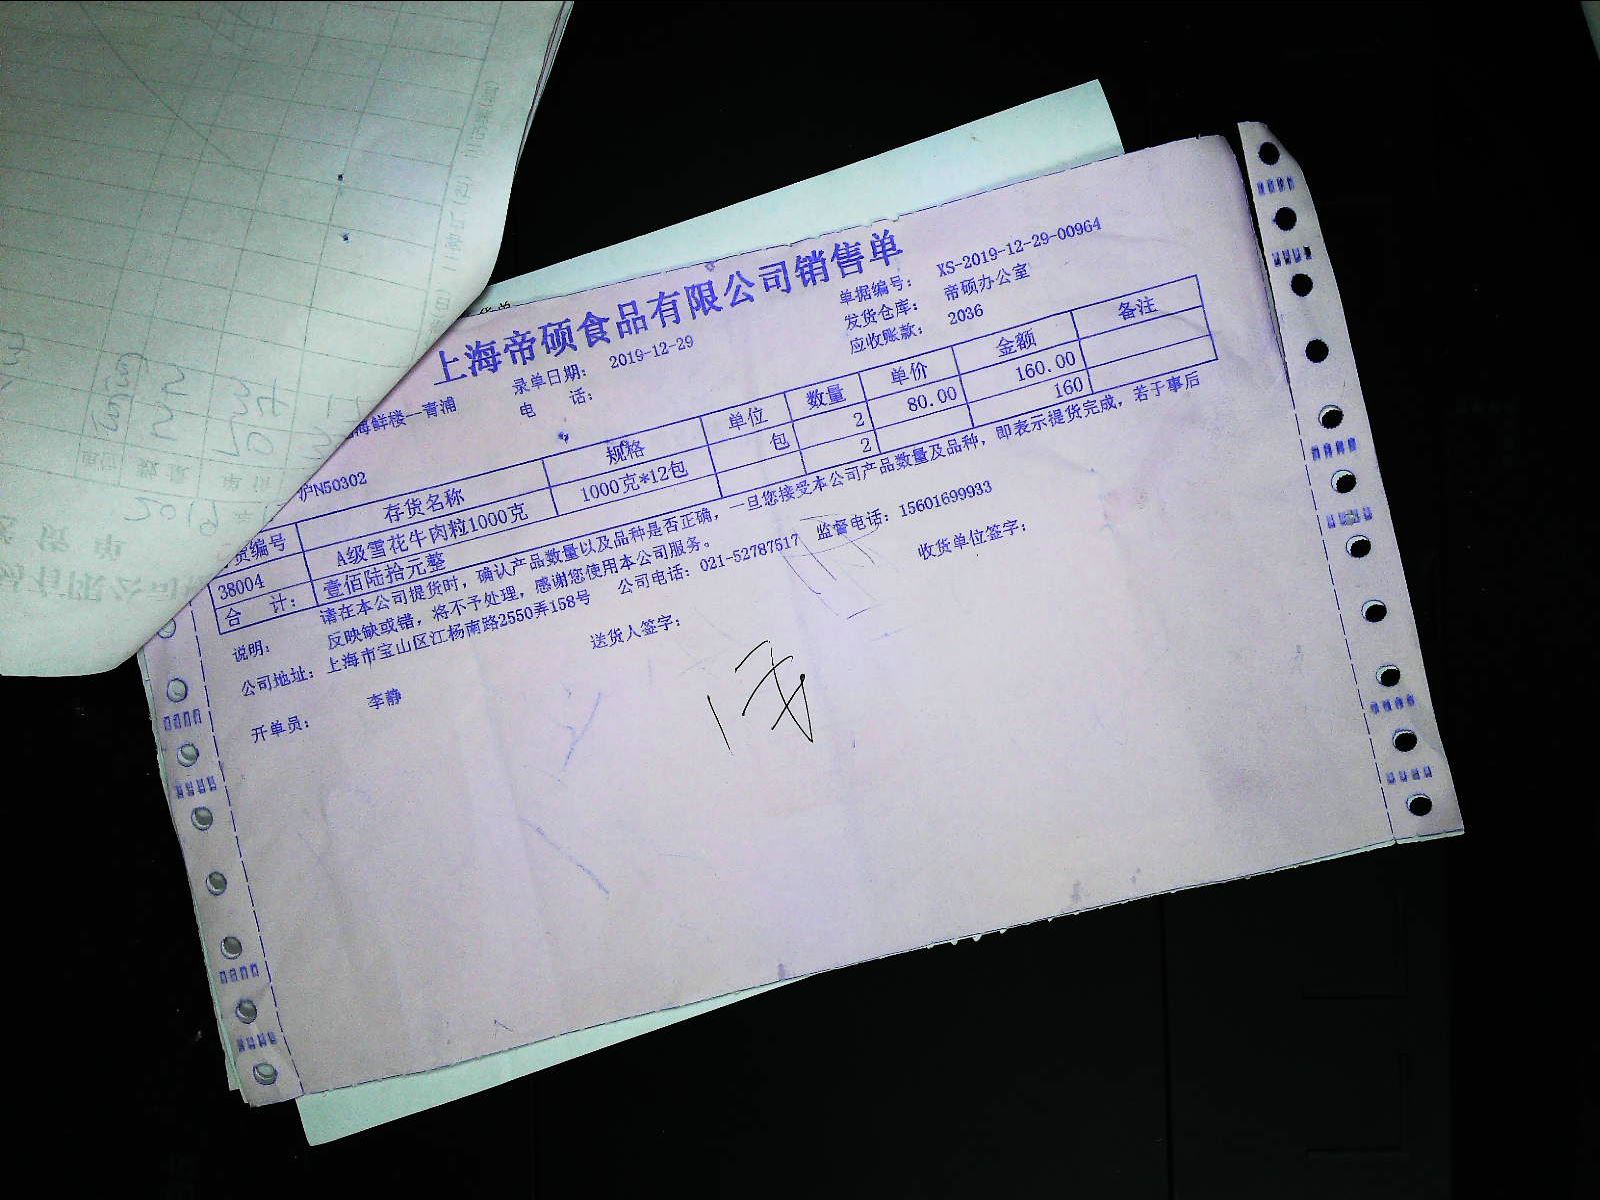 上海帝硕食品有限公司销售单
单据编号: XS-2019-12-29-00964
录单日期: 2019-12-29
发货仓库: 帝硕办公室
海鲜楼--青浦
电 话:
应收账款: 2036
沪N50302
货编号 存货名称 规格 单位 数量 单价 金额 备注
38004 A级雪花牛肉粒1000克 1000克*12包 包 2 80.00 160.00
合 计: 壹佰陆拾元整 2 160
说明: 请在本公司提货时，确认产品数量以及品种是否正确，一旦您接受本公司产品数量及品种，即表示提货完成，若于事后
反映缺或错，将不予处理，感谢您使用本公司服务。
公司地址: 上海市宝山区江杨南路2550弄158号 公司电话: 021-52787517 监督电话: 15601699933
开单员: 李静 送货人签字: 收货单位签字: